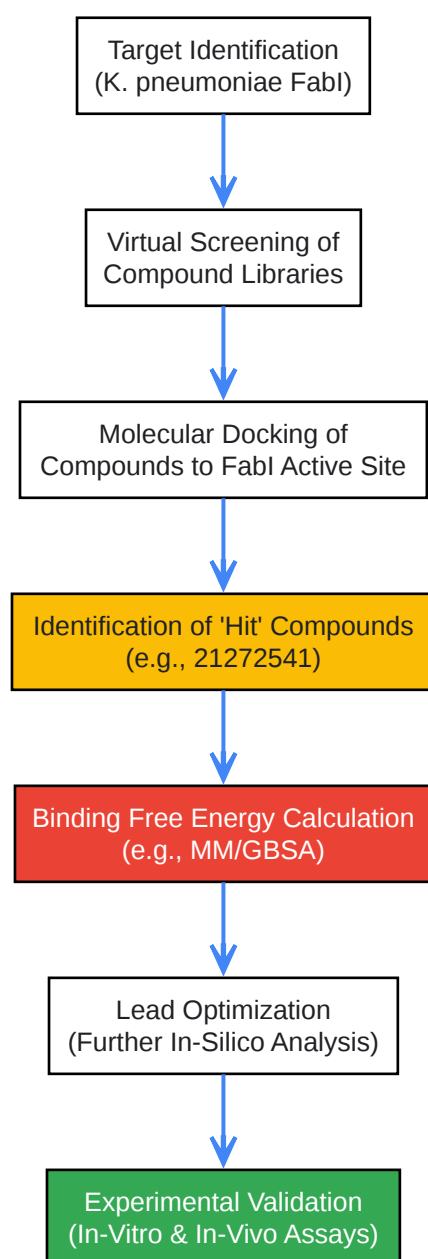 Target Identification
(K. pneumoniae FabI)
Virtual Screening of
Compound Libraries
Molecular Docking of
Compounds to FabI Active Site
Identification of 'Hit' Compounds
(e.g., 21272541)
Binding Free Energy Calculation
(e.g., MM/GBSA)
Lead Optimization
(Further In-Silico Analysis)
Experimental Validation
(In-Vitro & In-Vivo Assays)